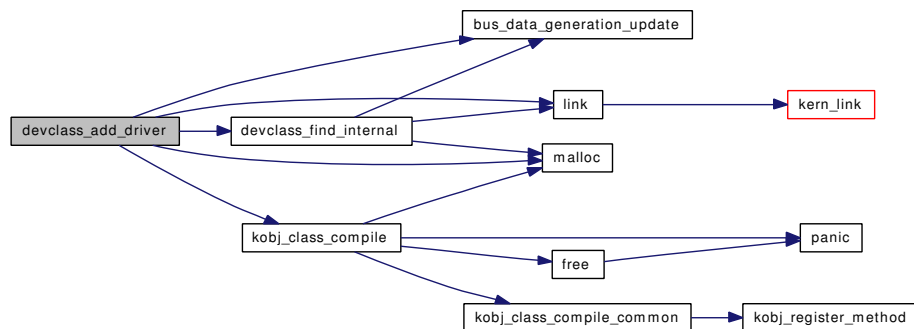 bus_data_generation_update
link
kern_link
devclass_add_driver
devclass_find_internal
malloc
kobj_class_compile
panic
free
kobj_class_compile_common
kobj_register_method